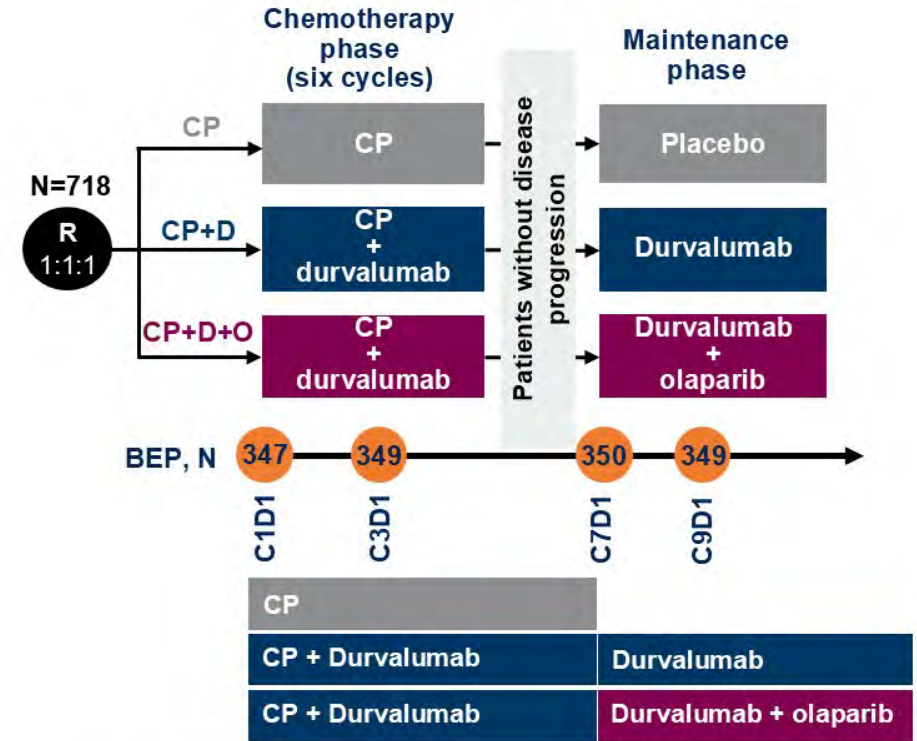 Chemotherapy
phase
(six cycles)
Maintenance
phase
Patients without disease
progression
N=718
R
1:1:1
CP
CP
Placebo
CP+D
CP
+
durvalumab
Durvalumab
CP+D+O
CP
+
durvalumab
Durvalumab
+
olaparib
BEP, N
347
349
350
349
C1D1
C3D1
C7D1
C9D1
CP
CP + Durvalumab
Durvalumab
CP + Durvalumab
Durvalumab + olaparib